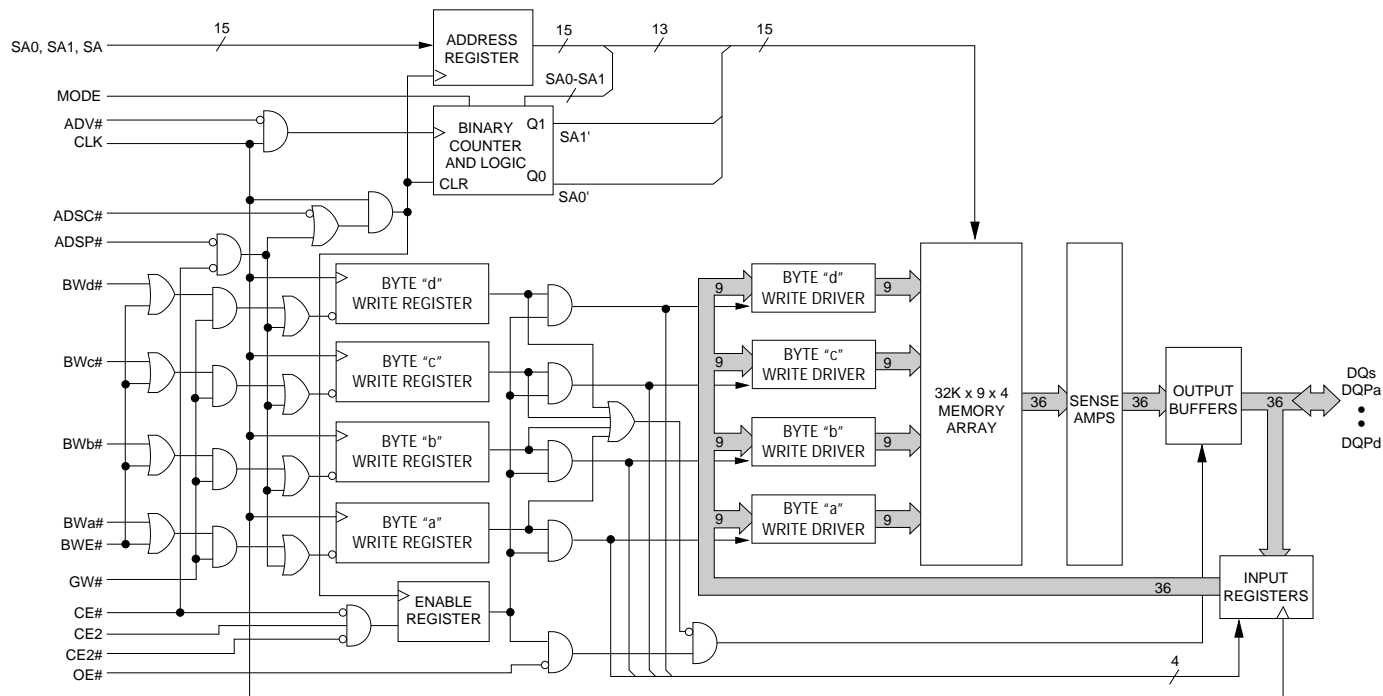 SA0, SA1, SA
15
ADDRESS
REGISTER
15
13
15
SA0-SA1
MODE
ADV#
CLK
BINARY
COUNTER
AND LOGIC
CLR
Q1
Q0
SA1'
SA0'
ADSC#
ADSP#
BWd#
BWc#
BWb#
BWa#
BWE#
GW#
CE#
CE2
CE2#
OE#
BYTE “d”
WRITE REGISTER
BYTE “c”
WRITE REGISTER
BYTE “b”
WRITE REGISTER
BYTE “a”
WRITE REGISTER
ENABLE
REGISTER
9
BYTE “d”
WRITE DRIVER
9
9
BYTE “c”
WRITE DRIVER
9
9
BYTE “b”
WRITE DRIVER
9
9
BYTE “a”
WRITE DRIVER
9
32K x 9 x 4
MEMORY
ARRAY
36
SENSE
AMPS
36
OUTPUT
BUFFERS
36
DQs
DQPa
•
•
DQPd
36
INPUT
REGISTERS
4